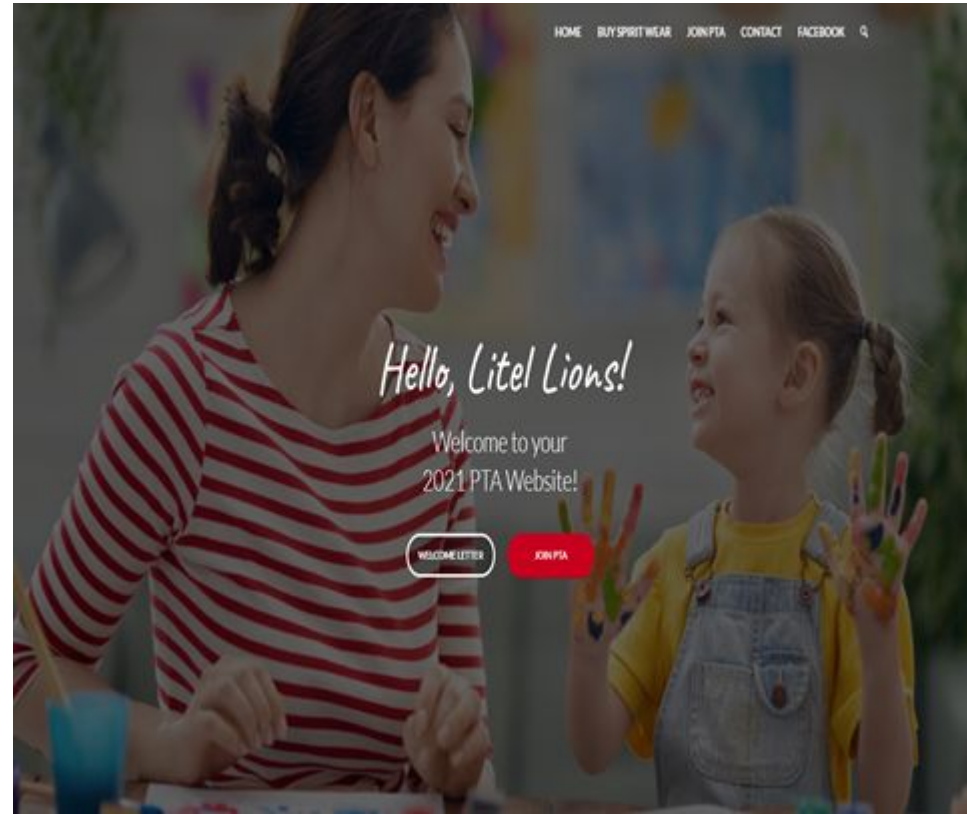 HOME BUY SPIRIT WEAR JOIN PTA CONTACT FACEBOOK
Hello, Litel Lions!
Welcome to your
2021 PTA Website!
WELCOME LETTER JOIN PTA